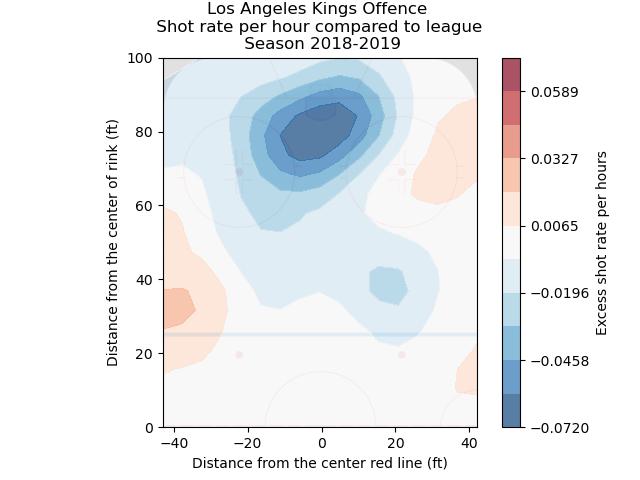 Los Angeles Kings Offence
Shot rate per hour compared to league
Season 2018-2019
100
80
60
40
20
0
−40
−20
0
20
40
Distance from the center of rink (ft)
Distance from the center red line (ft)
0.0589
0.0327
0.0065
−0.0196
−0.0458
−0.0720
Excess shot rate per hours